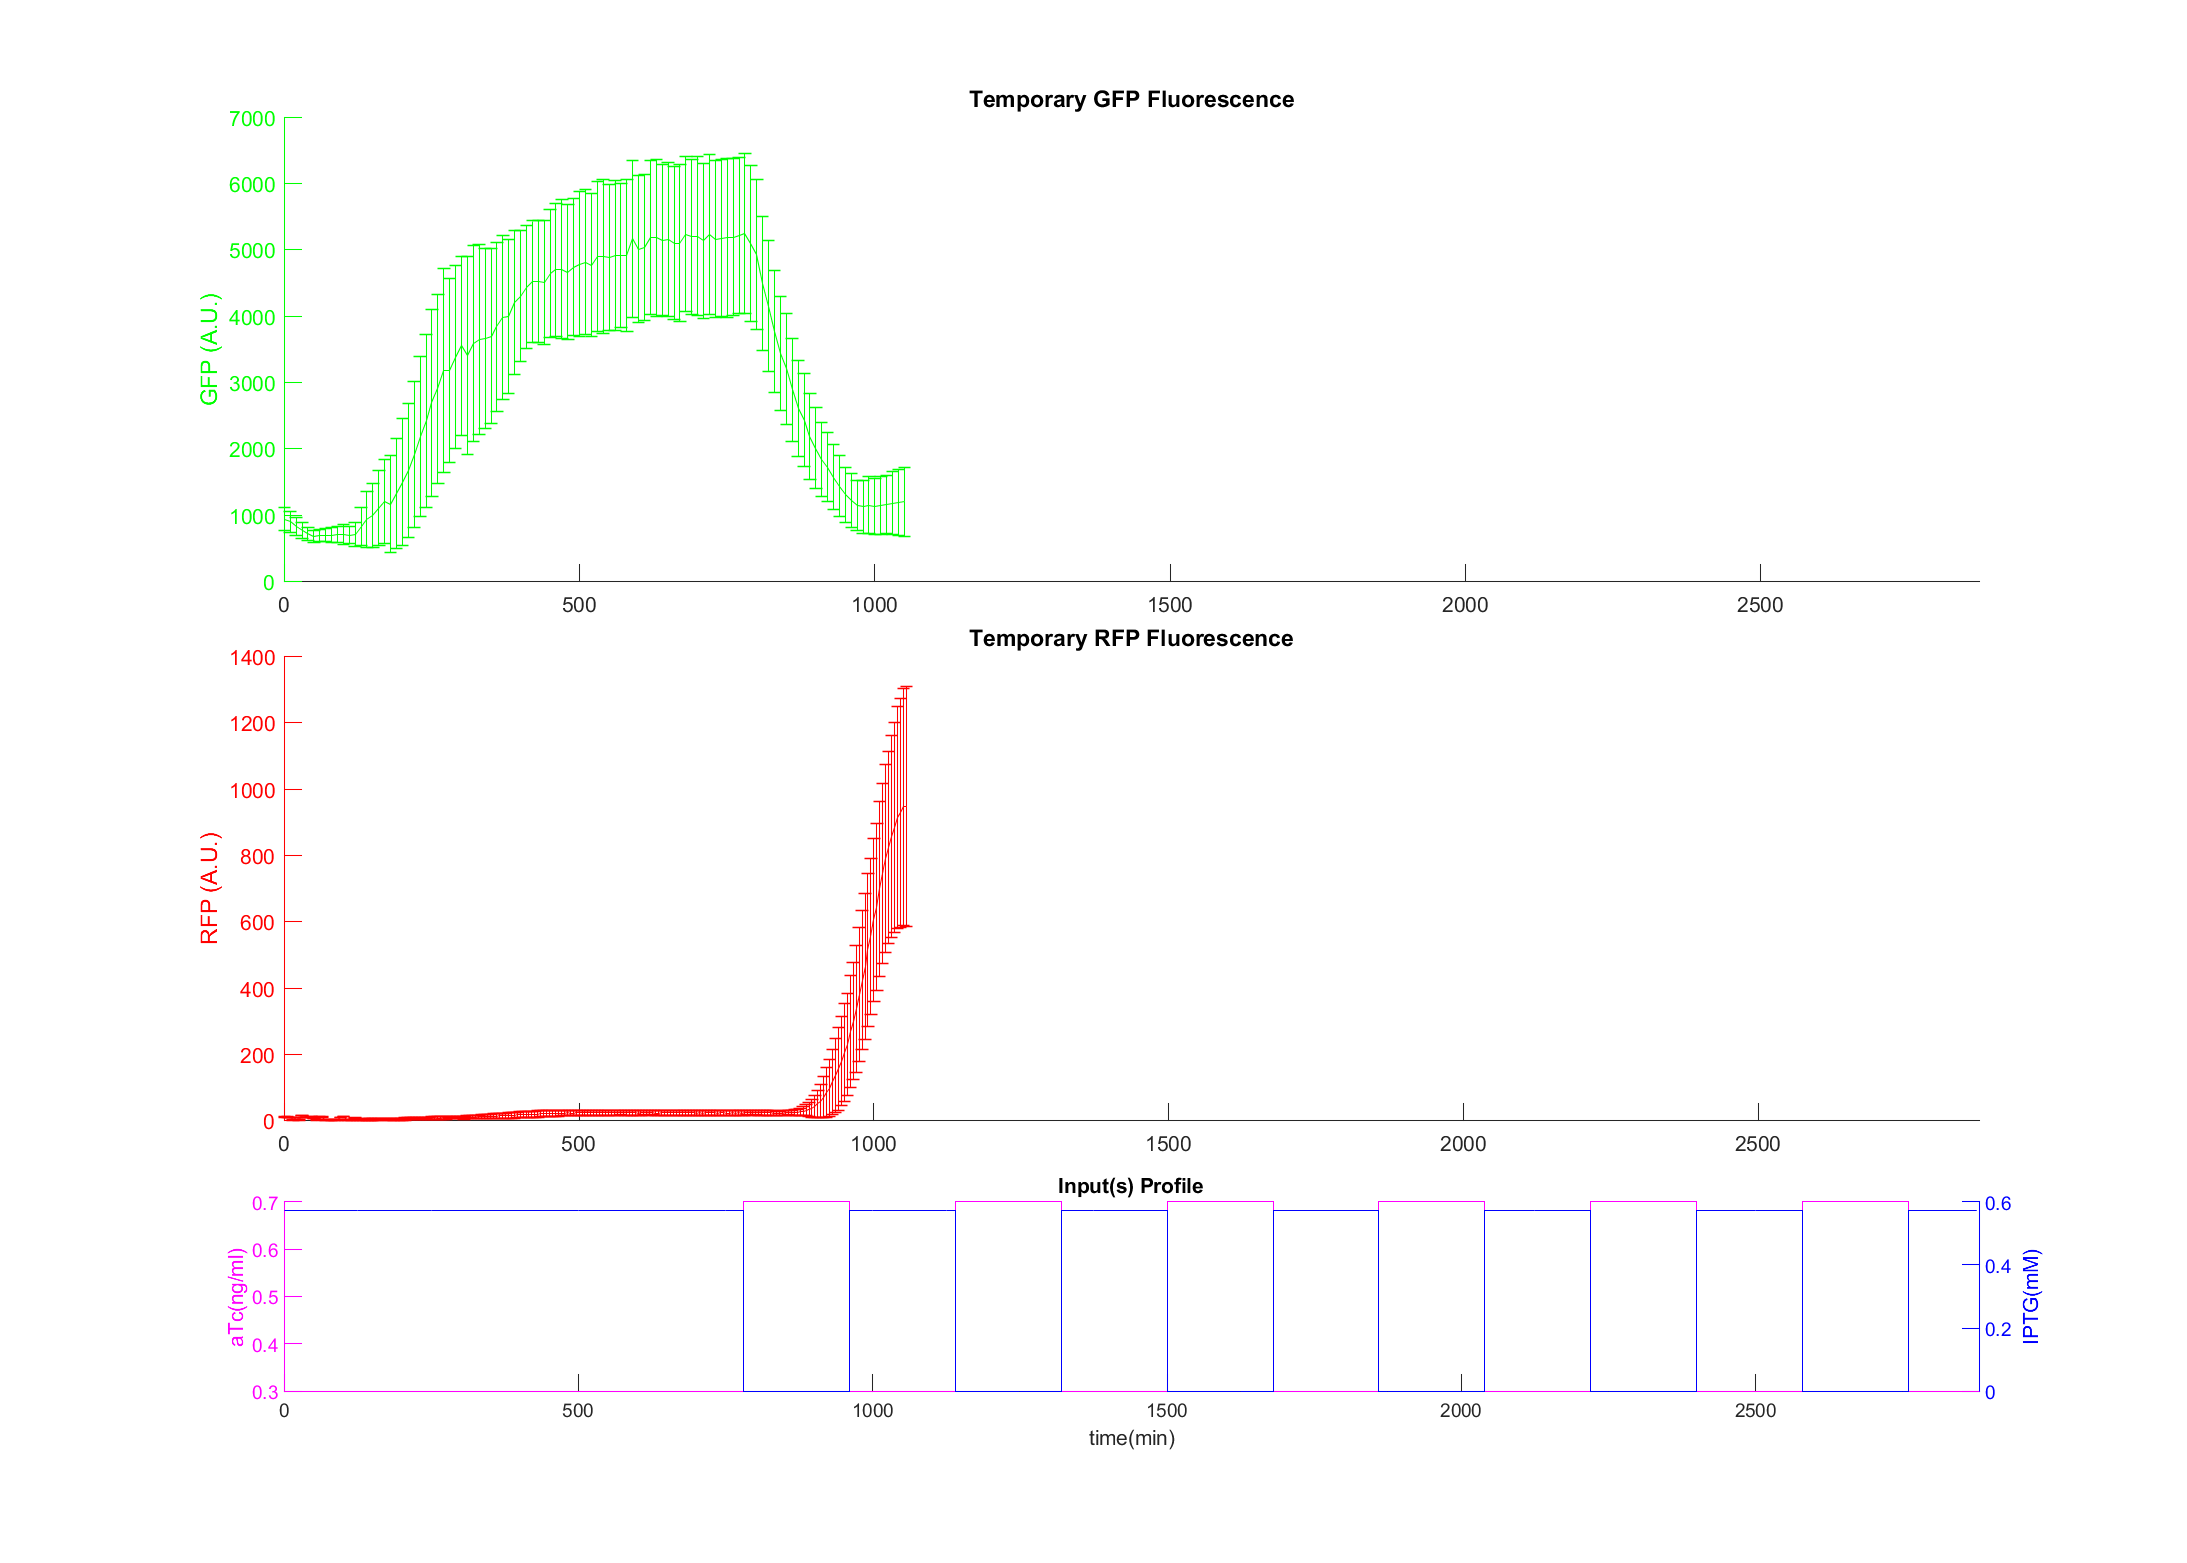 Temporary GFP Fluorescence
7000
6000
5000
4000
3000
2000
1000
0
GFP (A.U.)
0 500 1000 1500 2000 2500
Temporary RFP Fluorescence
1400
1200
1000
800
600
400
200
0
RFP (A.U.)
0 500 1000 1500 2000 2500
Input(s) Profile
0.7
0.6
0.5
0.4
0.3
aTc(ng/ml)
0.6
0.4
0.2
0
IPTG(mM)
0 500 1000 1500 2000 2500
time(min)